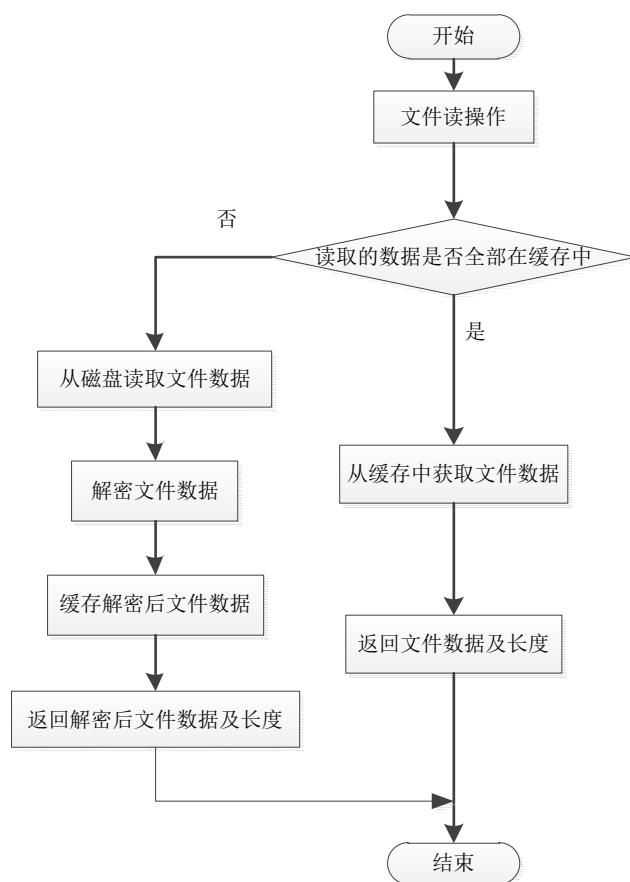 开始
文件读操作
否
读取的数据是否全部在缓存中
是
从磁盘读取文件数据
解密文件数据
从缓存中获取文件数据
缓存解密后文件数据
返回文件数据及长度
返回解密后文件数据及长度
结束